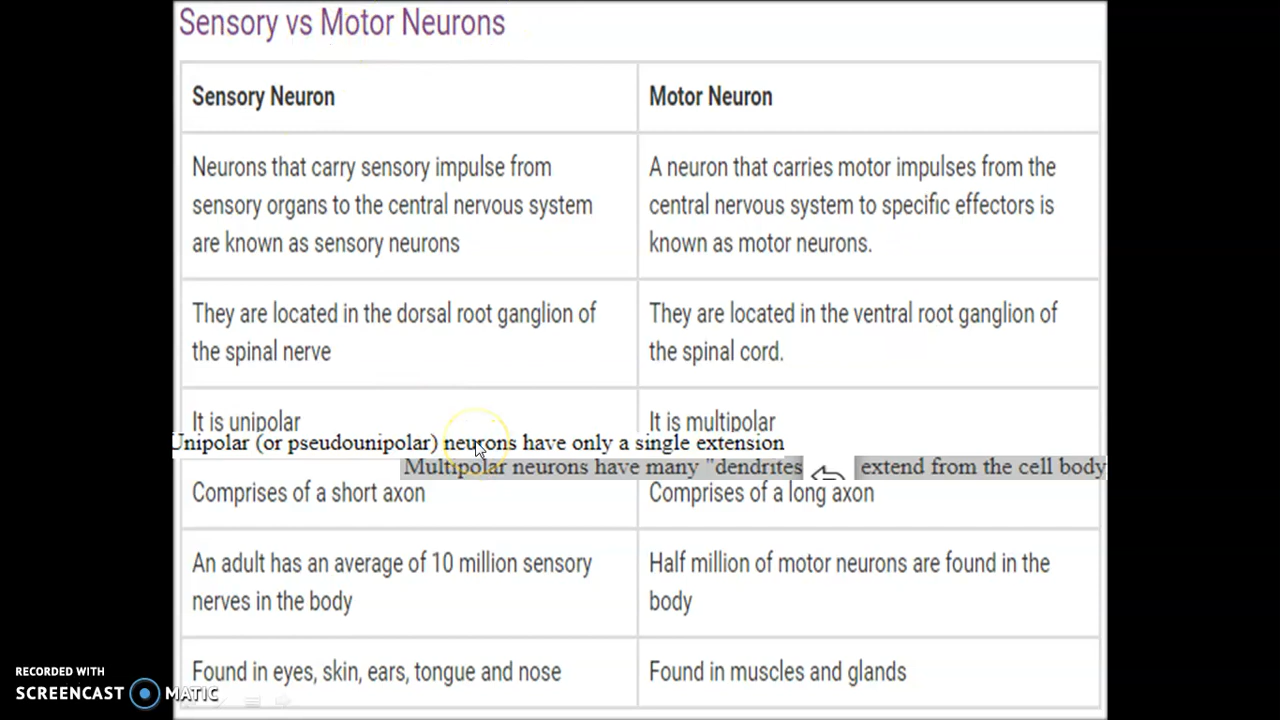 Sensory vs Motor Neurons
Sensory Neuron
Motor Neuron
Neurons that carry sensory impulse from
sensory organs to the central nervous system
are known as sensory neurons
A neuron that carries motor impulses from the
central nervous system to specific effectors is
known as motor neurons.
They are located in the dorsal root ganglion of
the spinal nerve
They are located in the ventral root ganglion of
the spinal cord.
It is unipolar
It is multipolar
Unipolar (or pseudounipolar) neurons have only a single extension
Multipolar neurons have many "dendrites extend from the cell body
Comprises of a short axon
Comprises of a long axon
An adult has an average of 10 million sensory
nerves in the body
Half million of motor neurons are found in the
body
Found in eyes, skin, ears, tongue and nose
Found in muscles and glands
RECORDED WITH
SCREENCAST MATIC